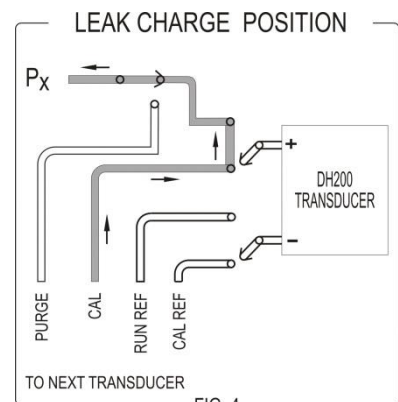 LEAK CHARGE POSITION
Px
+
DH200
TRANSDUCER
−
PURGE
CAL
RUN REF
CAL REF
TO NEXT TRANSDUCER